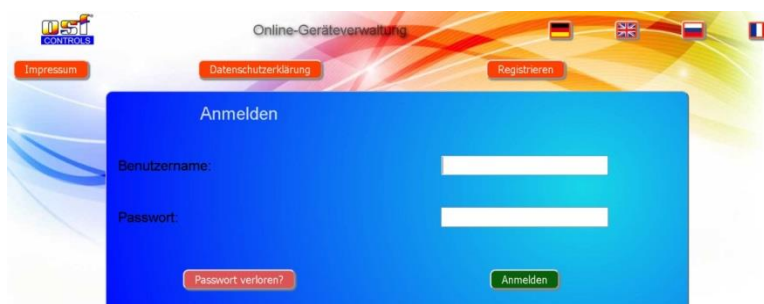 osf
CONTROLS
Online-Geräteverwaltung
Impressum
Datenschutzerklärung
Registrieren
Anmelden
Benutzername:
Passwort:
Passwort verloren?
Anmelden